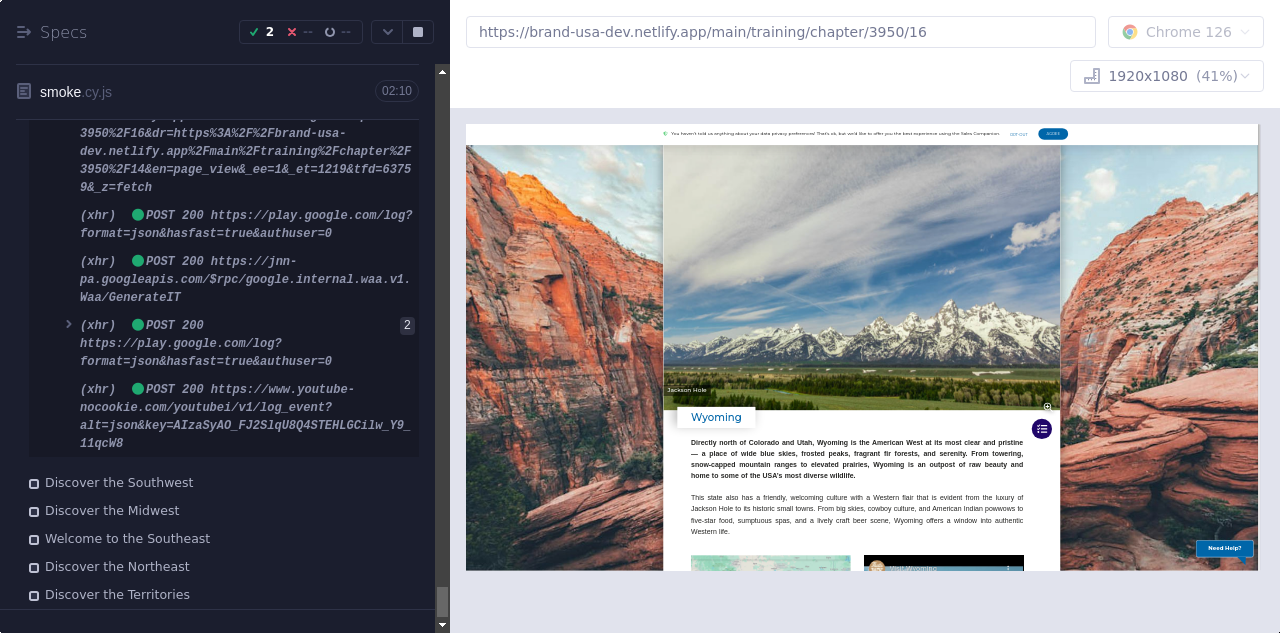 Specs
2
--
--
https://brand-usa-dev.netlify.app/main/training/chapter/3950/16
Chrome 126
1920x1080 (41%)
smoke.cy.js
02:10
3950%2F16&dr=https%3A%2F%2Fbrand-usa-
dev.netlify.app%2Fmain%2Ftraining%2Fchapter%2F
3950%2F14&en=page_view&_ee=1&_et=1219&tfd=6375
9&_z=fetch
(xhr) POST 200 https://play.google.com/log?
format=json&hasfast=true&authuser=0
(xhr) POST 200 https://jnn-
pa.googleapis.com/$rpc/google.internal.waa.v1.
Waa/GenerateIT
(xhr) POST 200
2
https://play.google.com/log?
format=json&hasfast=true&authuser=0
(xhr) POST 200 https://www.youtube-
nocookie.com/youtubei/v1/log_event?
alt=json&key=AIzaSyAO_FJ2SlqU8Q4STEHLGCilw_Y9_
11qcW8
Discover the Southwest
Discover the Midwest
Welcome to the Southeast
Discover the Northeast
Discover the Territories
You haven't told us anything about your data privacy preferences! That's ok, but we'd like to offer you the best experience using the Sales Companion.
OPT-OUT
AGREE
Jackson Hole
Wyoming
Directly north of Colorado and Utah, Wyoming is the American West at its most clear and pristine
— a place of wide blue skies, frosted peaks, fragrant fir forests, and serenity. From towering,
snow-capped mountain ranges to elevated prairies, Wyoming is an outpost of raw beauty and
home to some of the USA's most diverse wildlife.
This state also has a friendly, welcoming culture with a Western flair that is evident from the luxury of
Jackson Hole to its historic small towns. From big skies, cowboy culture, and American Indian powwows to
five-star food, sumptuous spas, and a lively craft beer scene, Wyoming offers a window into authentic
Western life.
Visit Wyoming
Need Help?